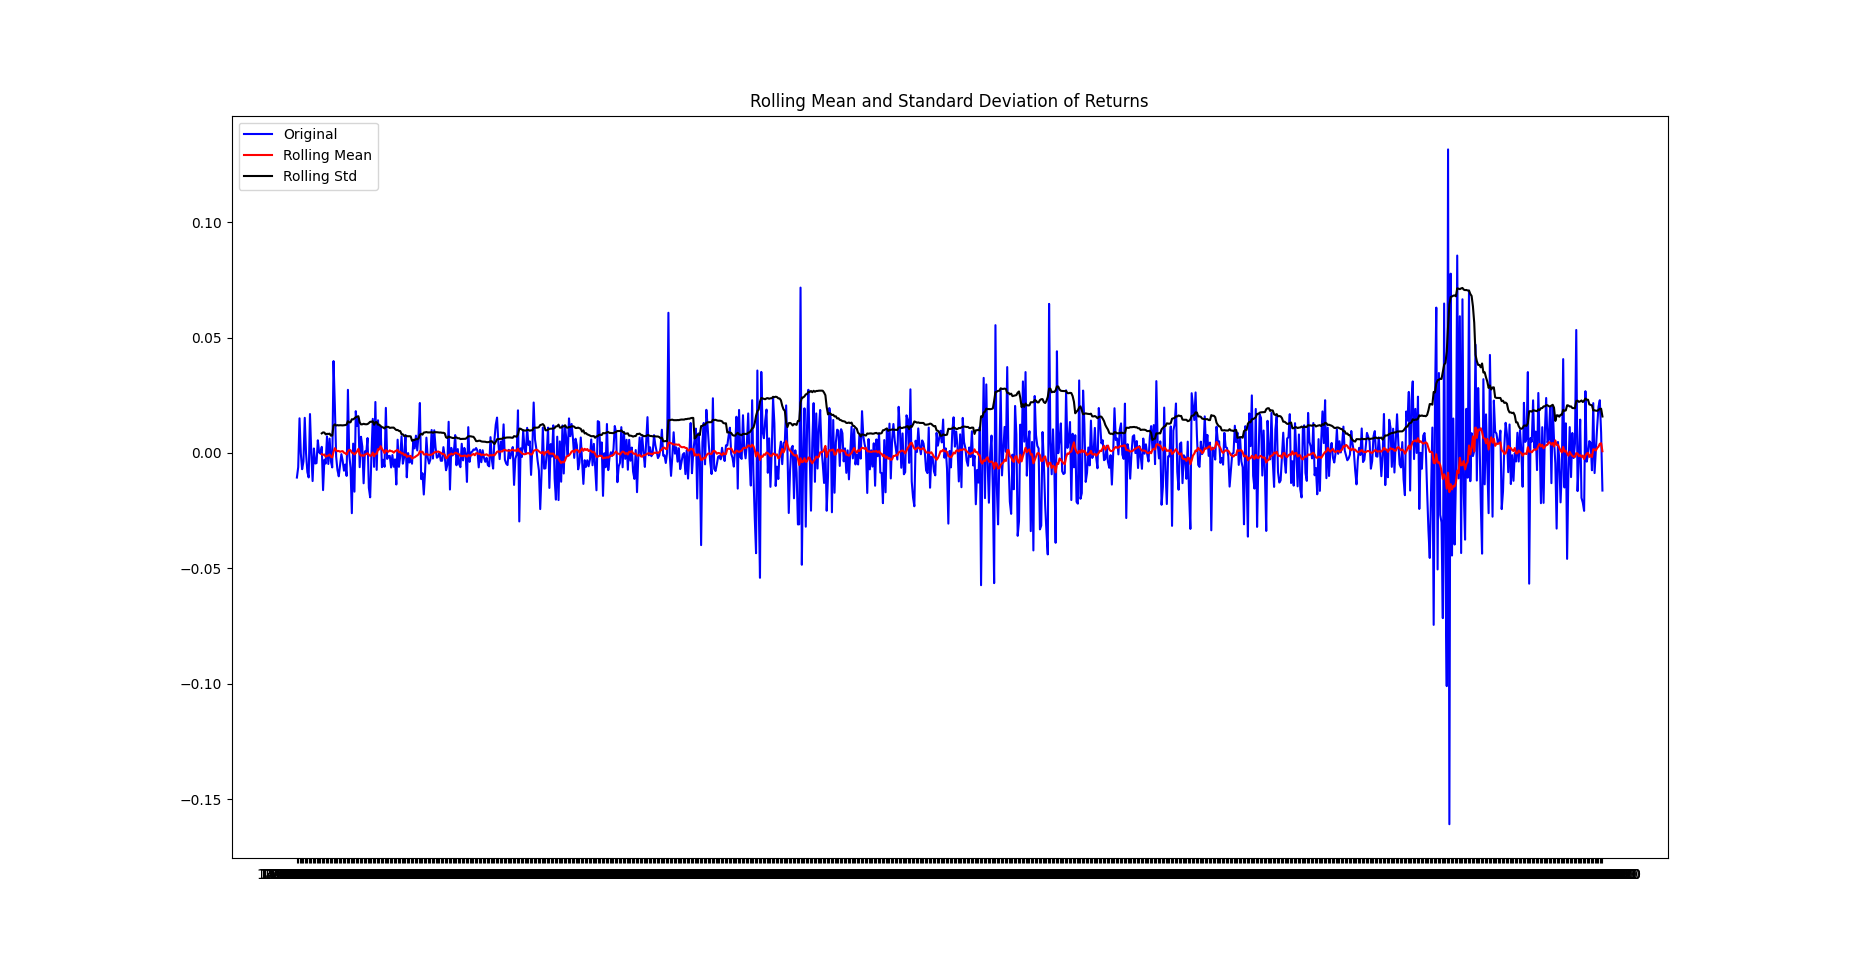 Rolling Mean and Standard Deviation of Returns
Original
Rolling Mean
Rolling Std
0.10
0.05
0.00
−0.05
−0.10
−0.15